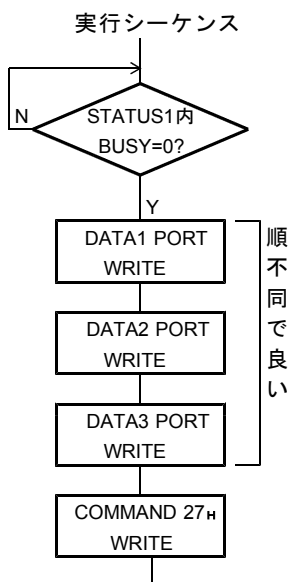 実行シーケンス
STATUS1内
BUSY=0?
N
Y
DATA1 PORT
WRITE
DATA2 PORT
WRITE
DATA3 PORT
WRITE
順不同で良い
COMMAND 27H
WRITE